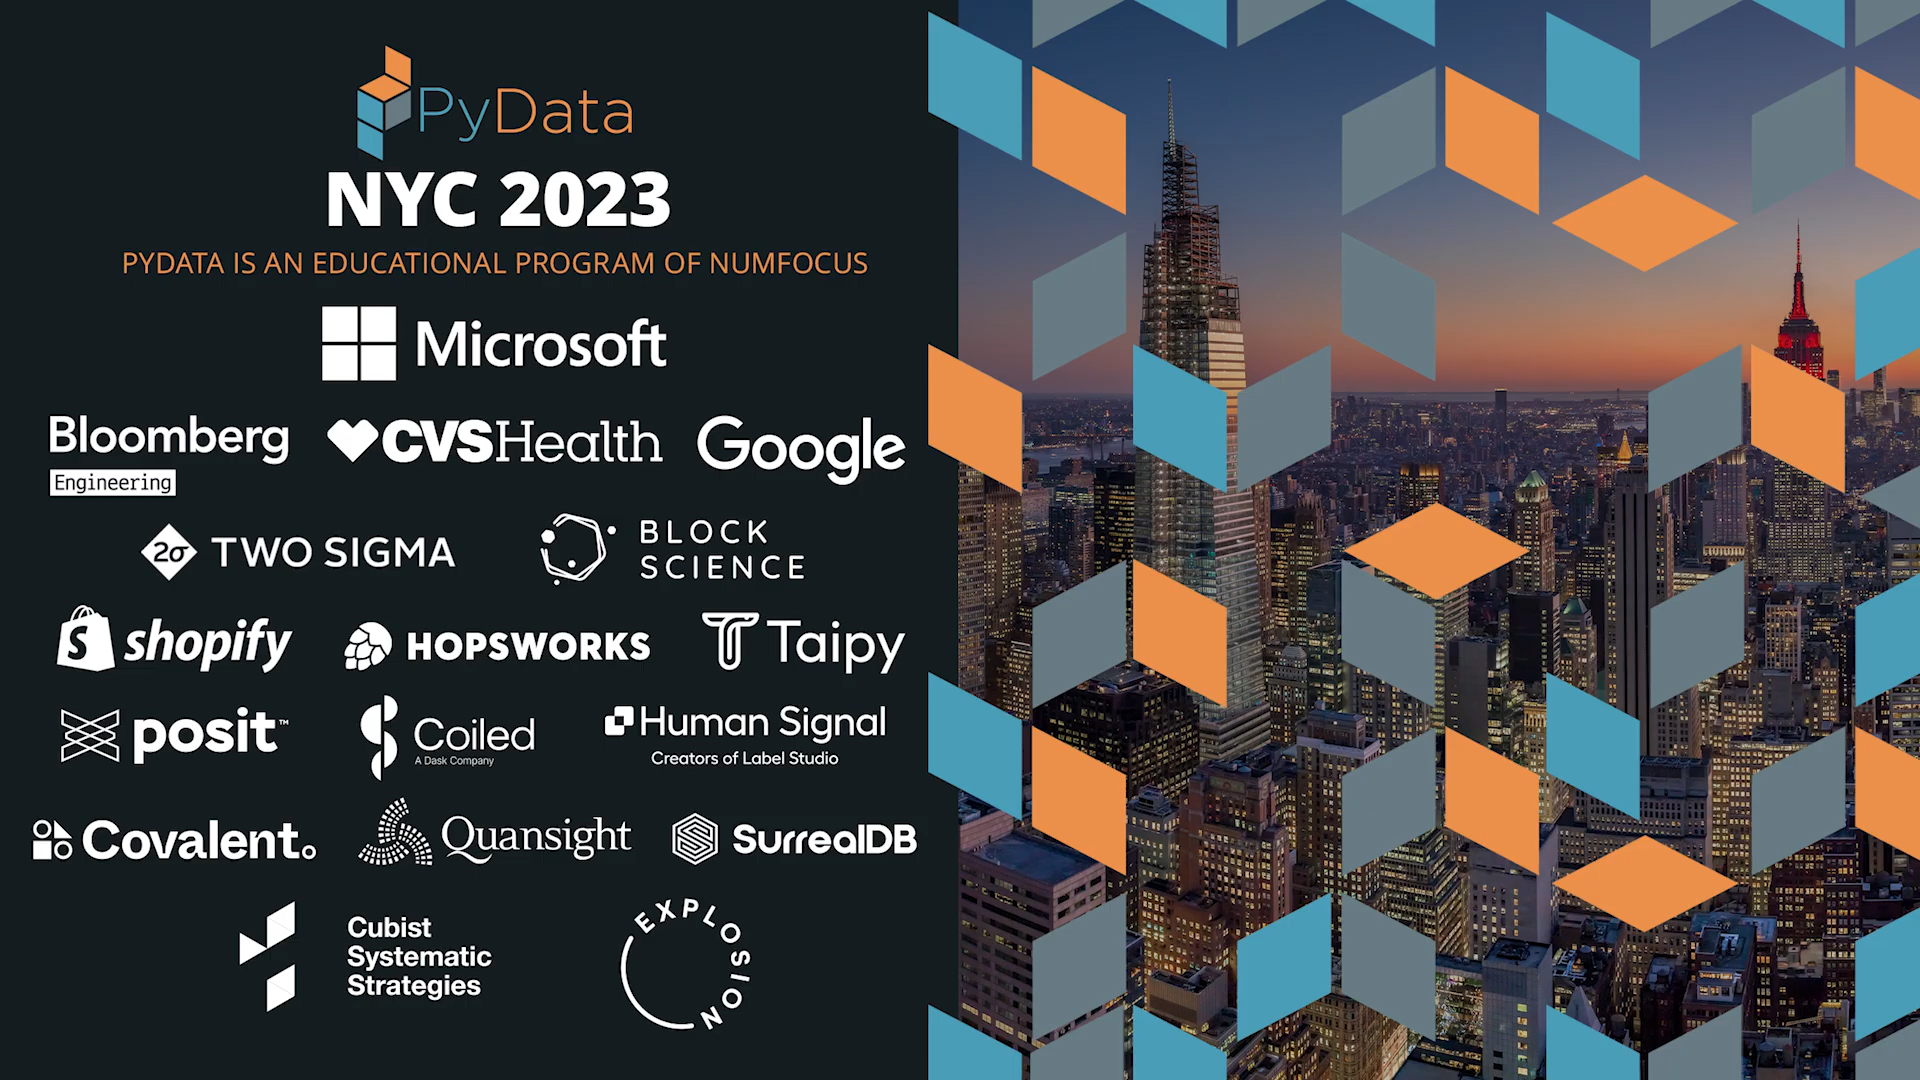 PyData
NYC 2023
PYDATA IS AN EDUCATIONAL PROGRAM OF NUMFOCUS
Microsoft
Bloomberg
Engineering
CVSHealth
Google
2σ TWO SIGMA
BLOCK
SCIENCE
S shopify
HOPSWORKS
Taipy
posit™
Coiled
A Dask Company
Human Signal
Creators of Label Studio
Covalent
Quansight
SurrealDB
Cubist
Systematic
Strategies
EXPLOSION